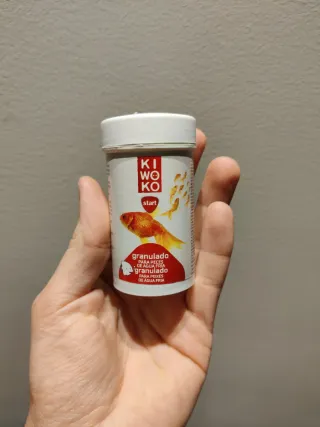 KI
WO
KO
start
granulado
PARA PECES
DE AGUA FRÍA
granulado
PARA PEIXES
DE ÁGUA FRIA